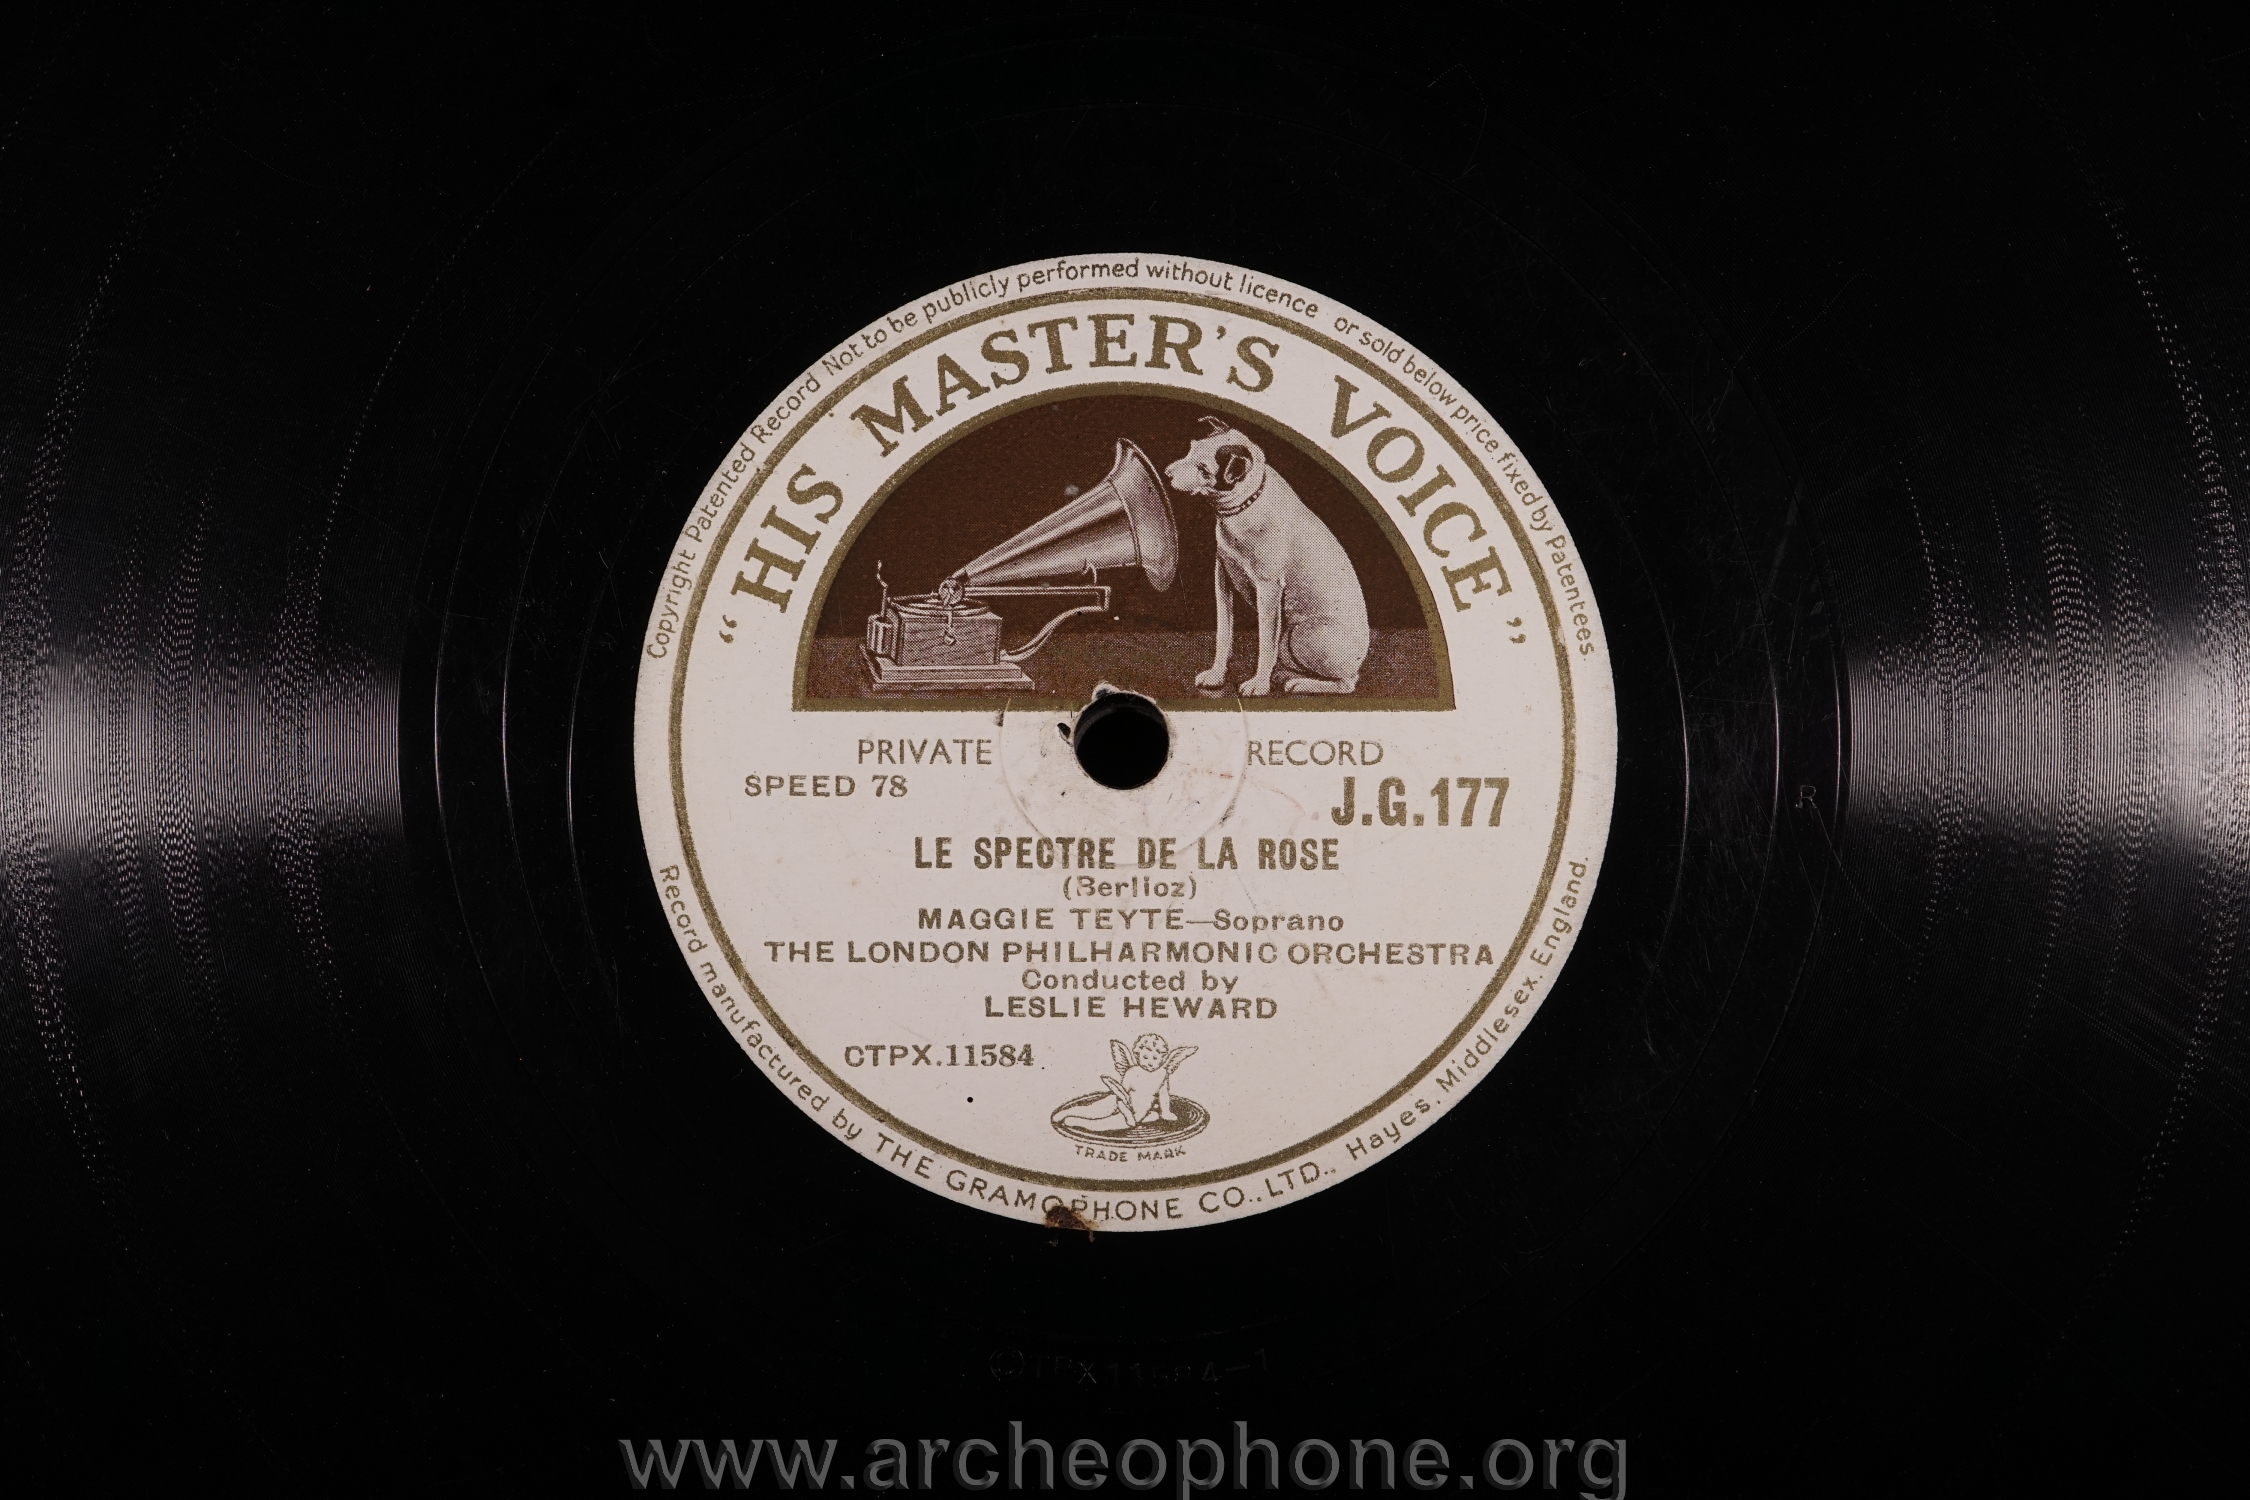 Copyright Patented Record Not to be publicly performed without licence or sold below price fixed by Patentees.
“HIS MASTER'S VOICE”
PRIVATE RECORD
SPEED 78
J.G.177
LE SPECTRE DE LA ROSE
(Berlioz)
MAGGIE TEYTE—Soprano
THE LONDON PHILHARMONIC ORCHESTRA
Conducted by
LESLIE HEWARD
CTPX.11584
TRADE MARK
Record manufactured by THE GRAMOPHONE CO., LTD., Hayes, Middlesex, England.
R
CTPX11584-1
www.archeophone.org